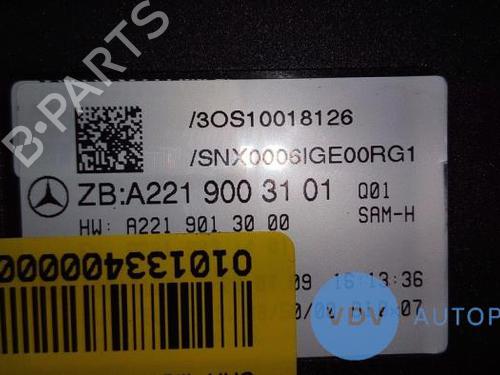 B-PARTS
/3OS10018126
/SNX0006IGE00RG1
ZB:A221 900 31 01 Q01
HW: A221 901 30 00 SAM-H
09 16:13:36
0101334000000
VDV AUTOP